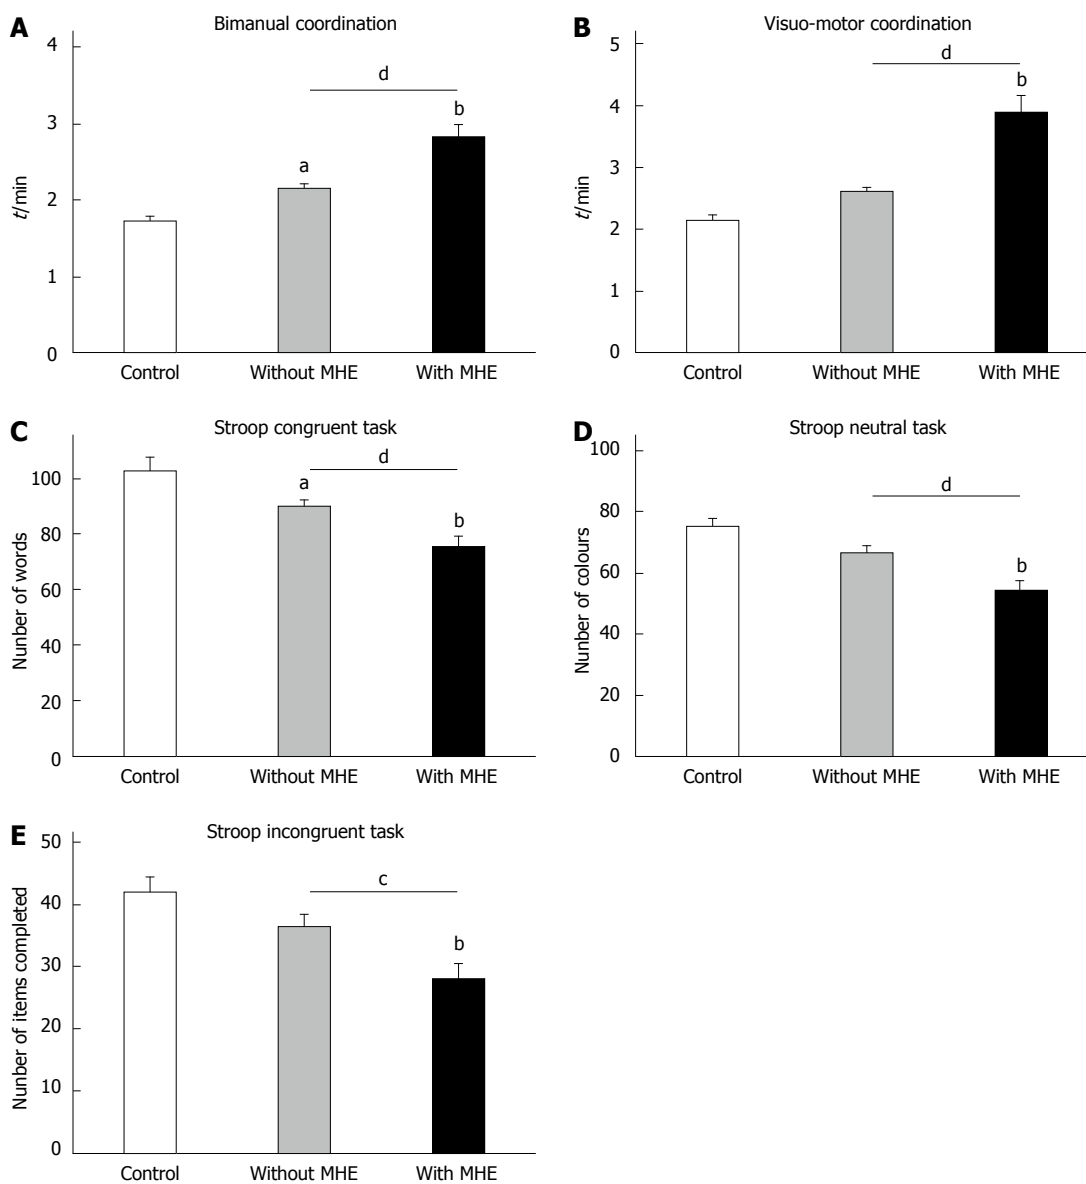 A
Bimanual coordination
t/min
4
3
2
1
0
d
a
b
Control
Without MHE
With MHE
B
Visuo-motor coordination
t/min
5
4
3
2
1
0
d
b
Control
Without MHE
With MHE
C
Stroop congruent task
Nunber of words
100
80
60
40
20
0
d
a
b
Control
Without MHE
With MHE
D
Stroop neutral task
Nunber of colours
100
80
60
40
20
0
d
b
Control
Without MHE
With MHE
E
Stroop incongruent task
Nunber of items completed
50
40
30
20
10
0
c
b
Control
Without MHE
With MHE